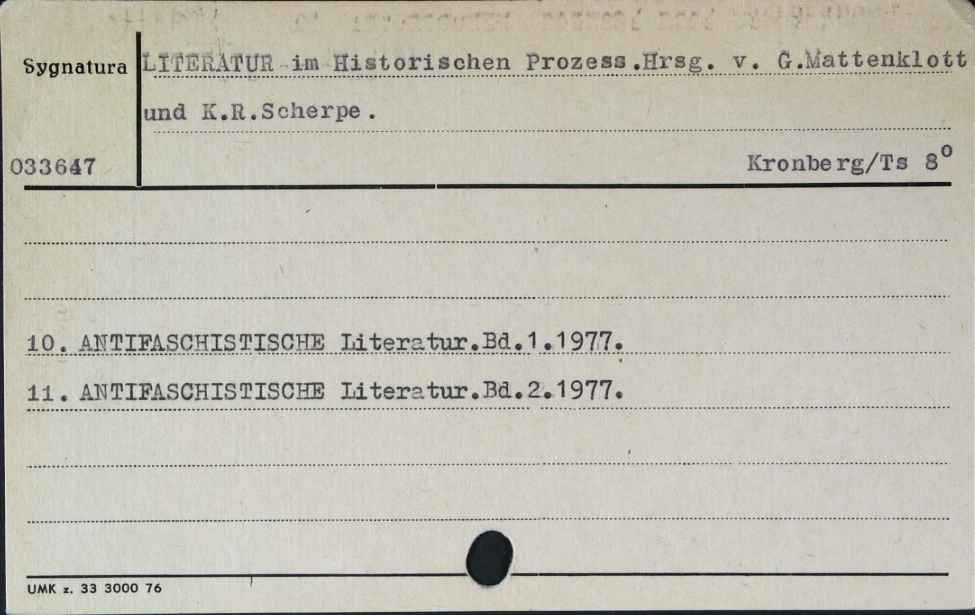 Sygnatura
LITERATUR im Historischen Prozess.Hrsg. v. G.Mattenklott
und K.R.Scherpe.
033647
Kronberg/Ts 8º
10. ANTIFASCHISTISCHE Literatur.Bd.1.1977.
11. ANTIFASCHISTISCHE Literatur.Bd.2.1977.
UMK z. 33 3000 76